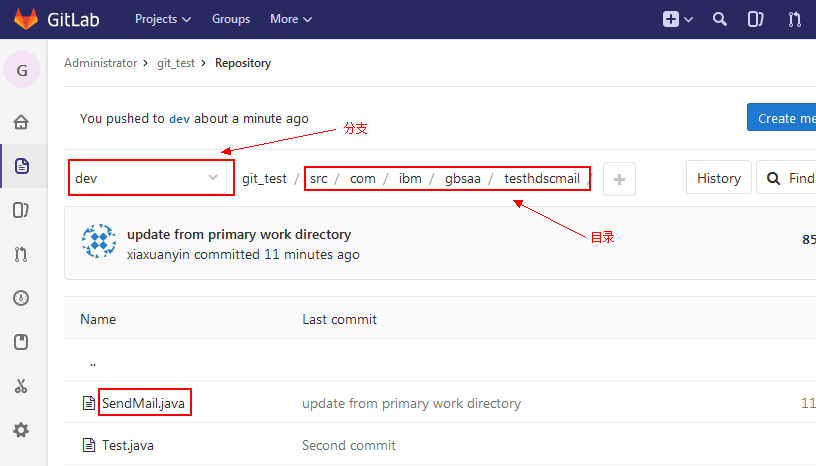 GitLab Projects Groups More
G
Administrator > git_test > Repository
You pushed to dev about a minute ago Create me
分支
dev git_test / src / com / ibm / gbsaa / testhdscmail / + History Find
目录
update from primary work directory 85
xiaxuanyin committed 11 minutes ago
Name Last commit
..
SendMail.java update from primary work directory 11
Test.java Second commit